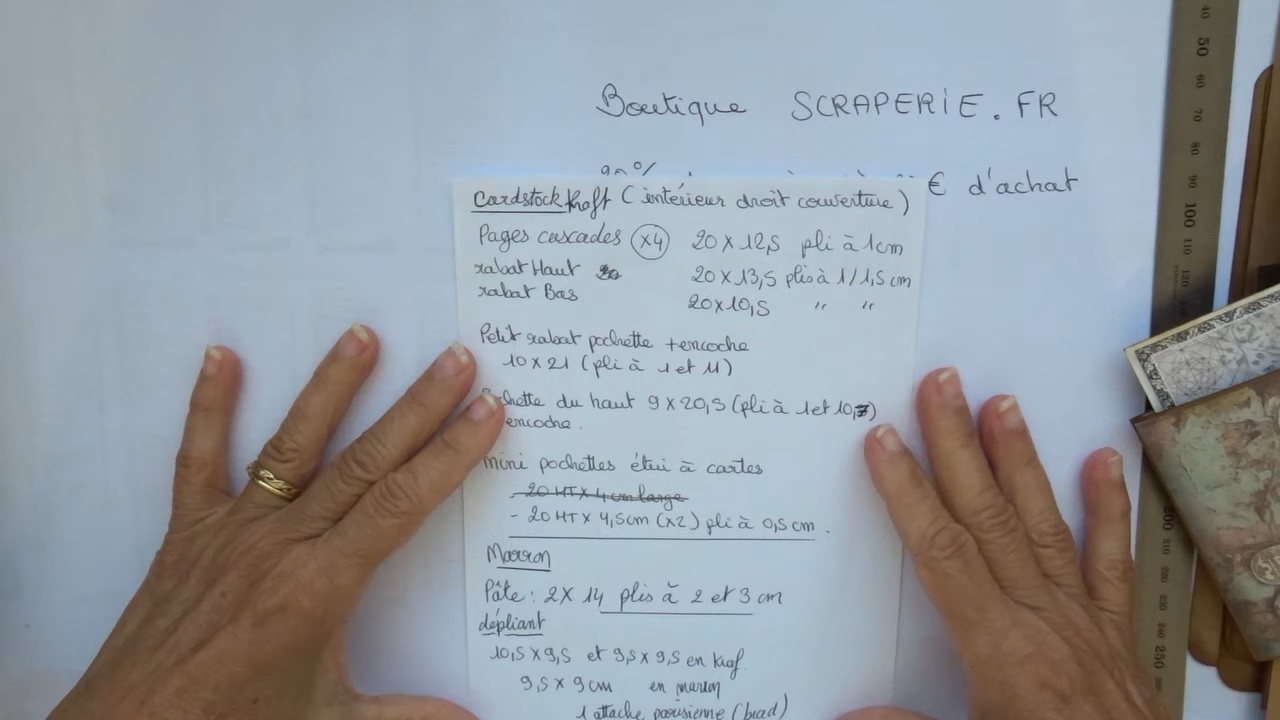 Boutique SCRAPERIE.FR
€ d'achat
Cardstock Kraft (intérieur droit couverture)
Pages cascades (x4) 20 x 12,5 pli à 1cm
rabat Haut 20 x 13,5 plis à 1/1,5 cm
rabat Bas 20 x 10,5 " "
Petit rabat pochette + encoche
10 x 21 (pli à 1 et 11)
du haut 9 x 20,5 (pli à 1 et 10,7)
encoche.
mini pochettes étui à cartes
- 20 HT x 4 cm large
- 20 HT x 4,5cm (x2) pli à 0,5 cm.
Marron
Pâte : 2 x 14 plis à 2 et 3 cm
dépliant
10,5 x 9,5 et 9,5 x 9,5 en kraf.
9,5 x 9 cm en marron
1 attache parisienne (brad)